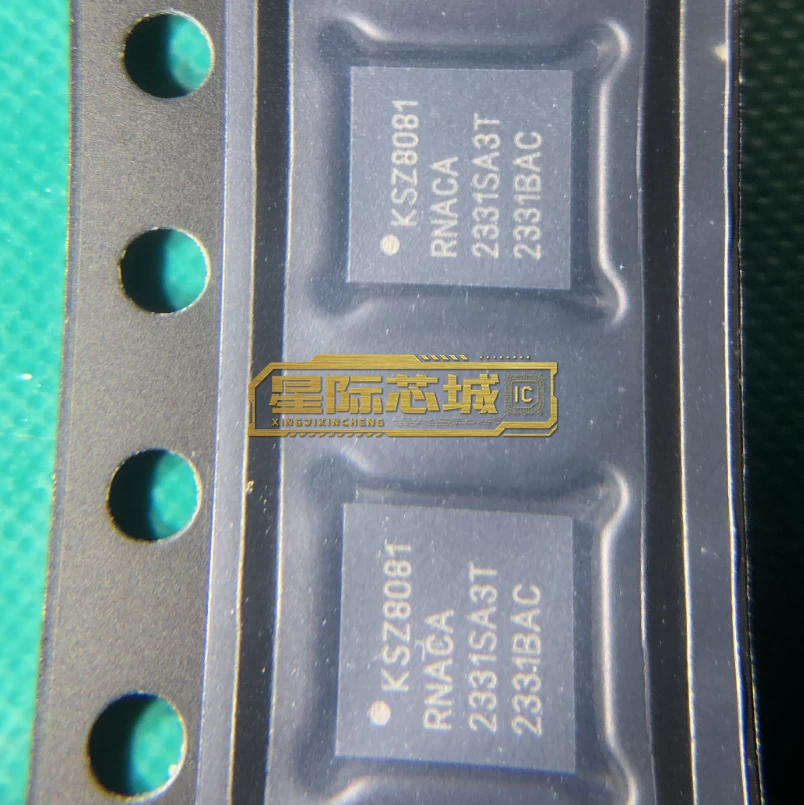 KSZ8081
RNACA
2331SA3T
2331BAC
星际芯城
IC
XINGJIXINCHENG
KSZ8081
RNACA
2331SA3T
2331BAC